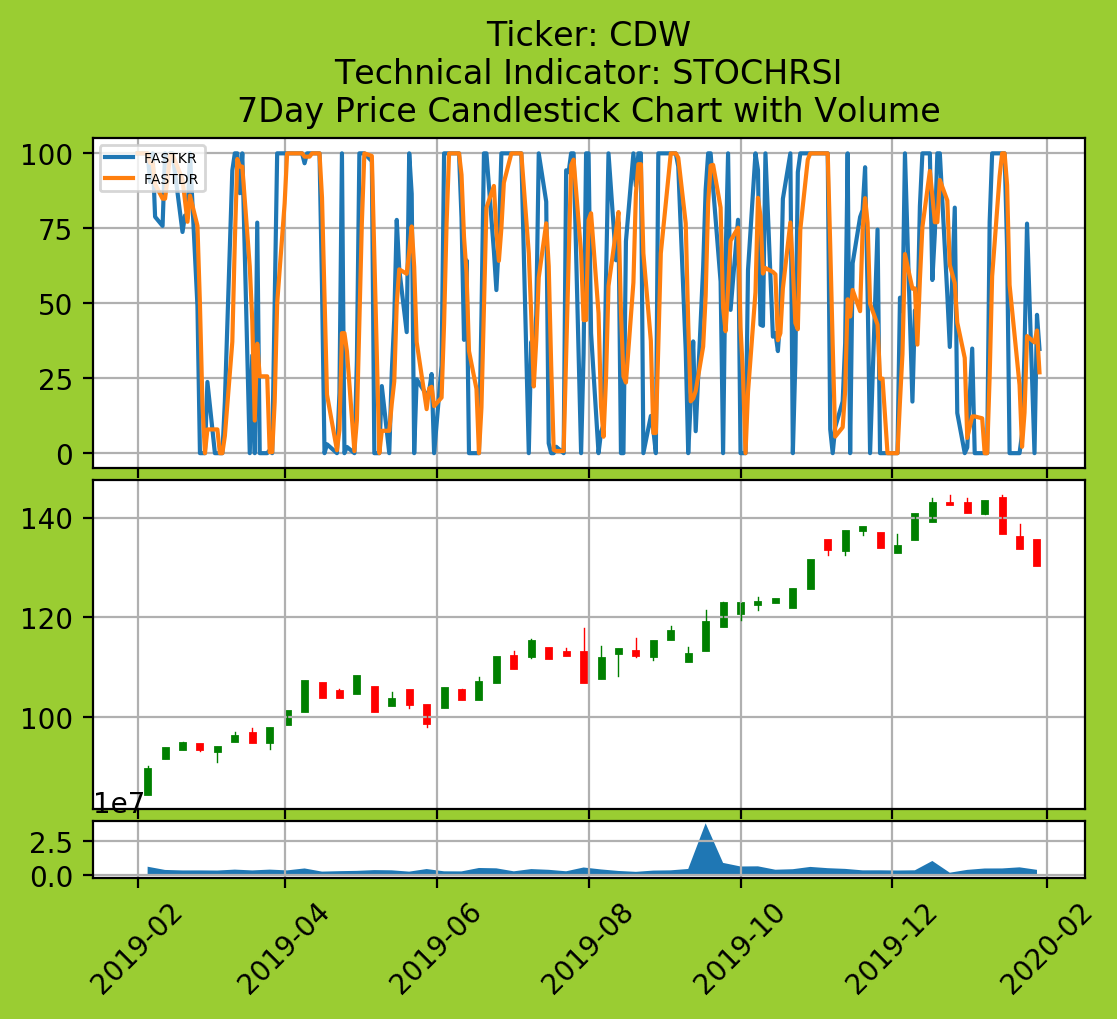 Ticker: CDW
Technical Indicator: STOCHRSI
7Day Price Candlestick Chart with Volume
100
75
50
25
0
FASTKR
FASTDR
140
120
100
1e7
2.5
0.0
2019-02
2019-04
2019-06
2019-08
2019-10
2019-12
2020-02